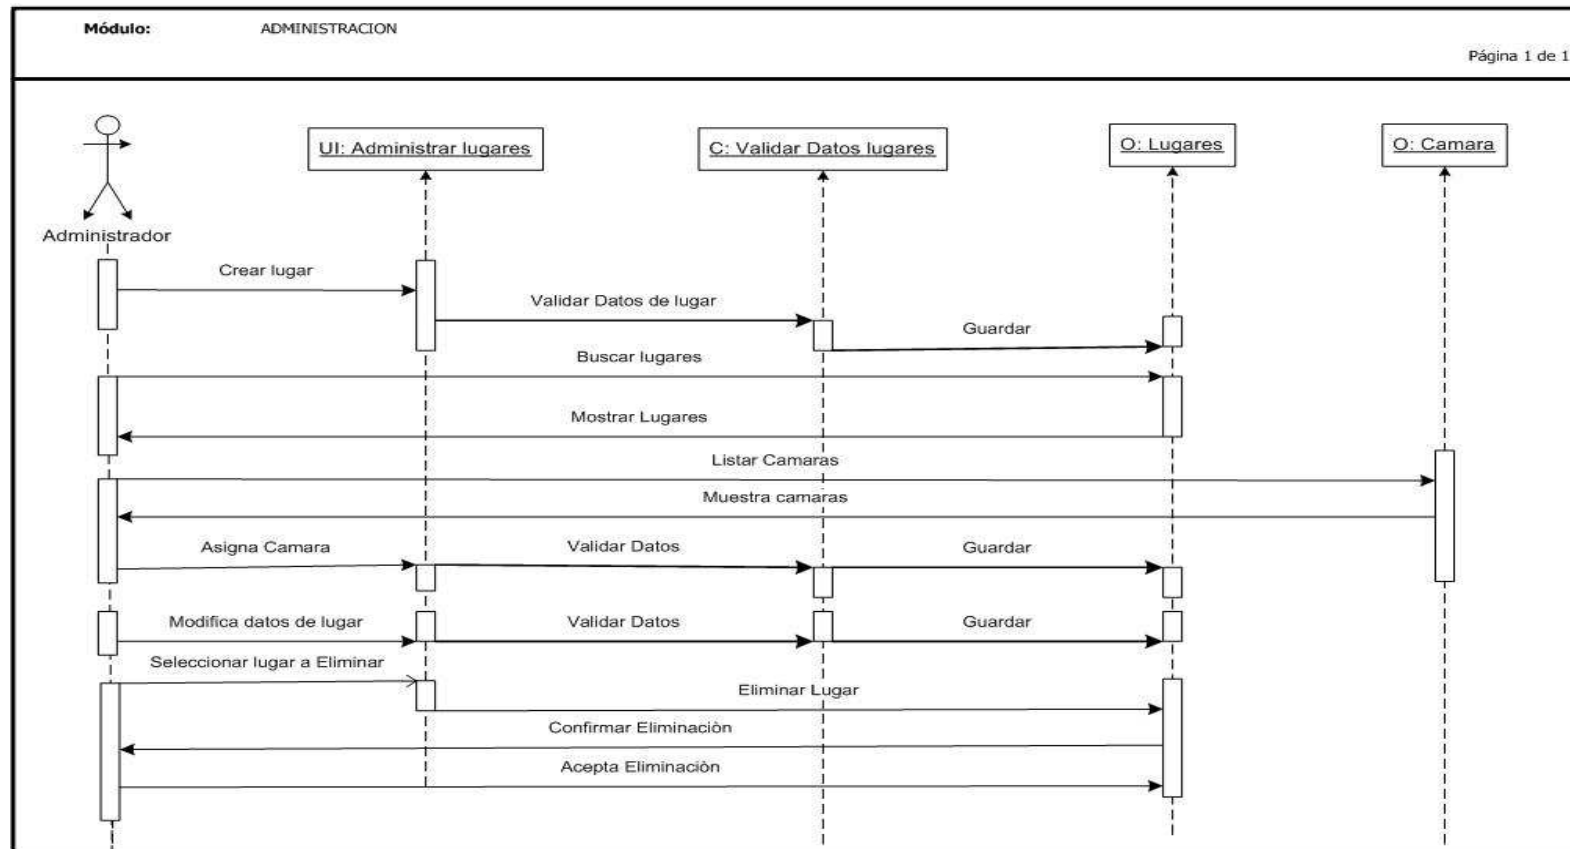 Módulo: ADMINISTRACION
Página 1 de 1
UI: Administrar lugares
C: Validar Datos lugares
O: Lugares
O: Camara
Administrador
Crear lugar
Validar Datos de lugar
Guardar
Buscar lugares
Mostrar Lugares
Listar Camaras
Muestra camaras
Asigna Camara
Validar Datos
Guardar
Modifica datos de lugar
Validar Datos
Guardar
Seleccionar lugar a Eliminar
Eliminar Lugar
Confirmar Eliminaciòn
Acepta Eliminaciòn